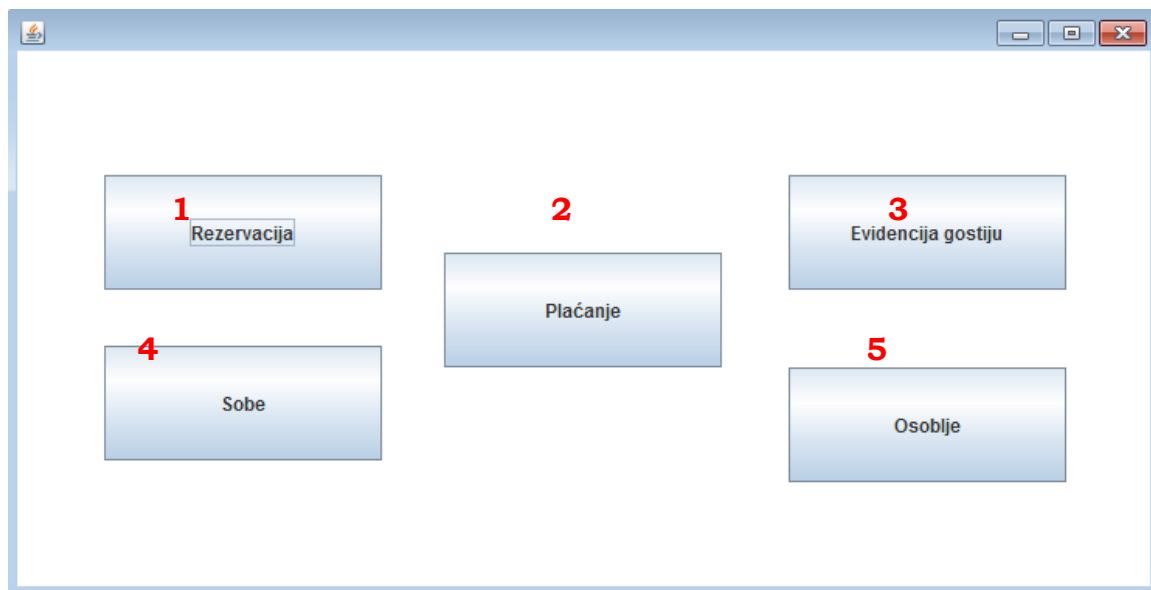 1
Rezervacija
2
Plaćanje
3
Evidencija gostiju
4
Sobe
5
Osoblje